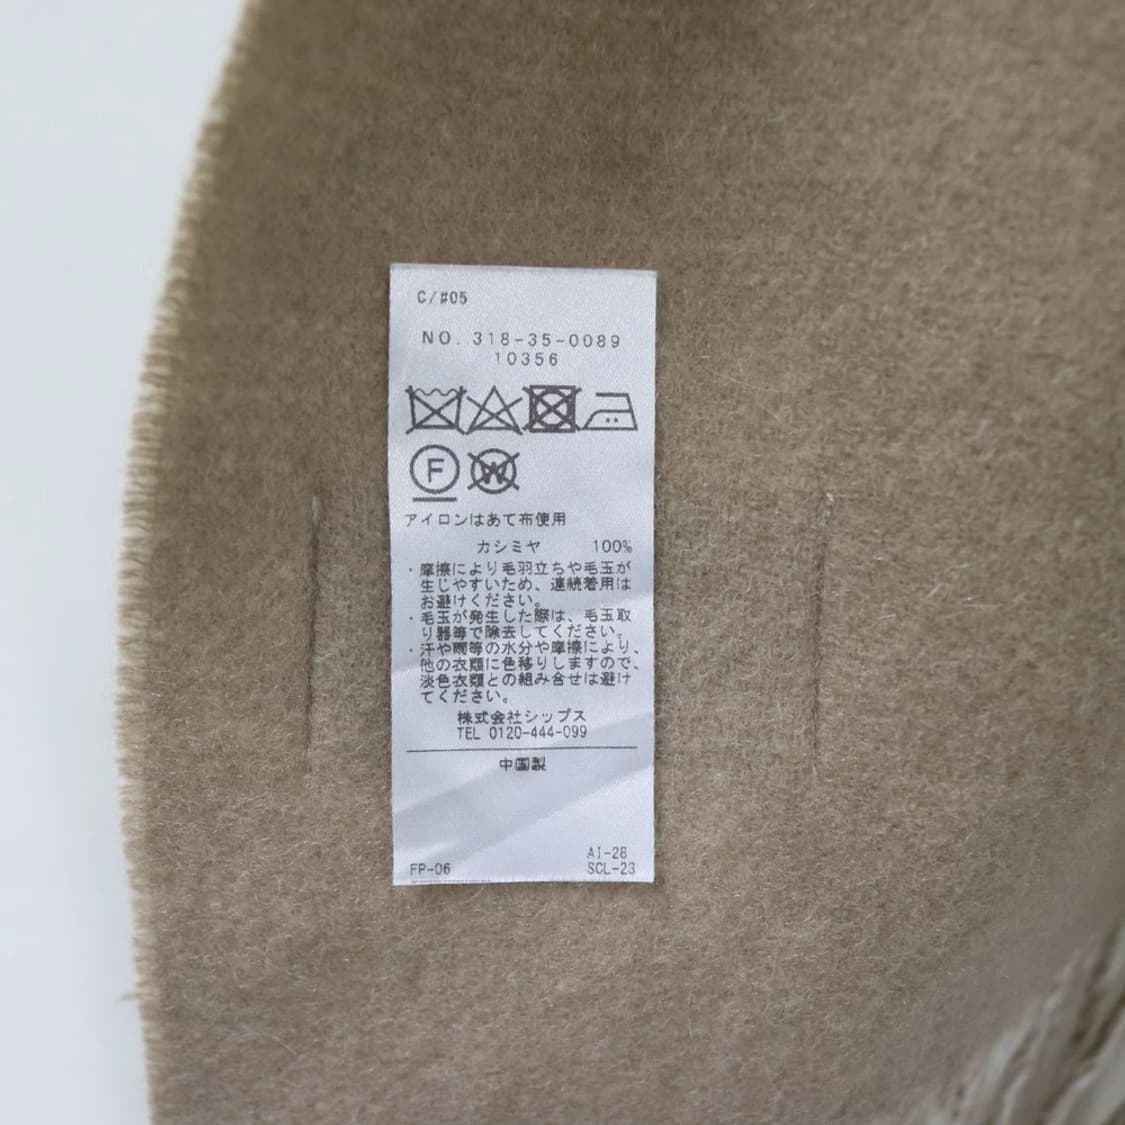 C/#05
NO. 318-35-0089
10356
F
W
アイロンはあて布使用
カシミヤ 100%
・摩擦により毛羽立ちや毛玉が
生じやすいため、連続着用は
お避けください。
・毛玉が発生した際は、毛玉取
り器等で除去してください。
・汗や雨等の水分や摩擦により、
他の衣類に色移りしますので、
淡色衣類との組み合せは避け
てください。
株式会社シップス
TEL 0120-444-099
中国製
AI-28
FP-06 SCL-23